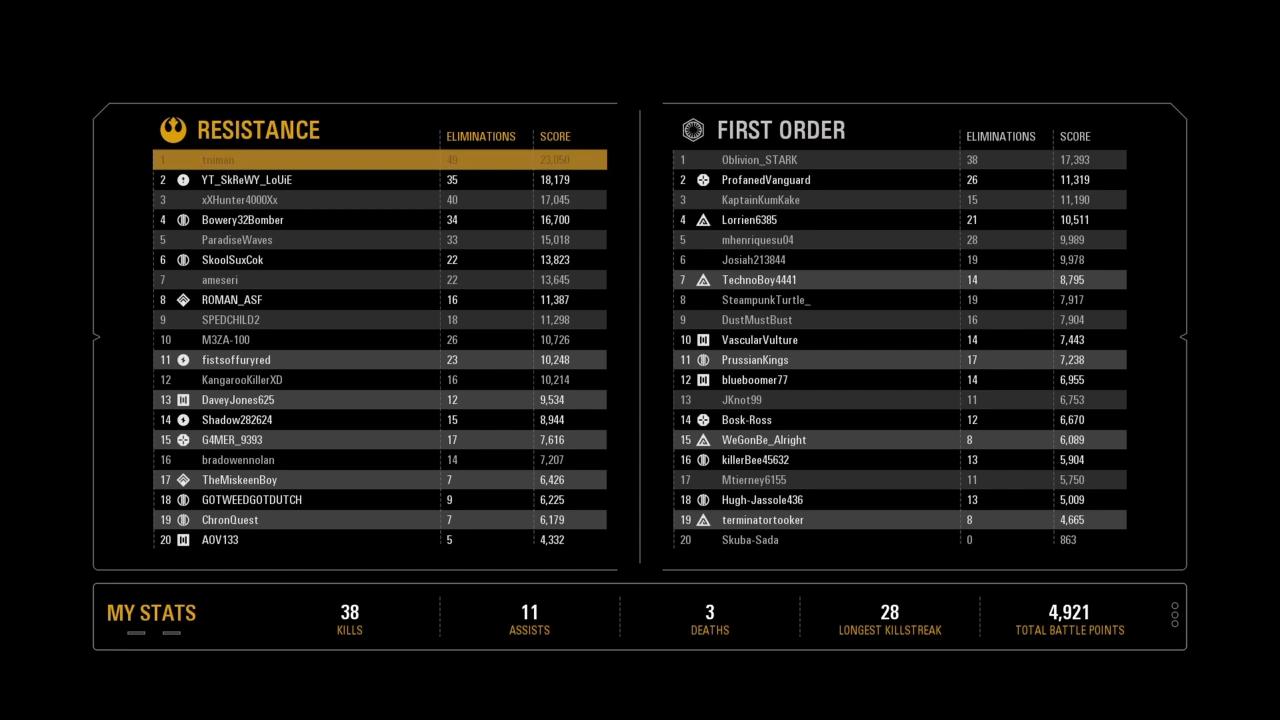 RESISTANCE ELIMINATIONS SCORE
1 tniman 49 23,050
2 YT_SkReWY_LoUiE 35 18,179
3 xXHunter4000Xx 40 17,045
4 Bowery32Bomber 34 16,700
5 ParadiseWaves 33 15,018
6 SkoolSuxCok 22 13,823
7 ameseri 22 13,645
8 ROMAN_ASF 16 11,387
9 SPEDCHILD2 18 11,298
10 M3ZA-100 26 10,726
11 fistsoffuryred 23 10,248
12 KangarooKillerXD 16 10,214
13 DaveyJones625 12 9,534
14 Shadow282624 15 8,944
15 G4MER_9393 17 7,616
16 bradowennolan 14 7,207
17 TheMiskeenBoy 7 6,426
18 GOTWEEDGOTDUTCH 9 6,225
19 ChronQuest 7 6,179
20 AOV133 5 4,332
FIRST ORDER ELIMINATIONS SCORE
1 Oblivion_STARK 38 17,393
2 ProfanedVanguard 26 11,319
3 KaptainKumKake 15 11,190
4 Lorrien6385 21 10,511
5 mhenriquesu04 28 9,989
6 Josiah213844 19 9,978
7 TechnoBoy4441 14 8,795
8 SteampunkTurtle_ 19 7,917
9 DustMustBust 16 7,904
10 VascularVulture 14 7,443
11 PrussianKings 17 7,238
12 blueboomer77 14 6,955
13 JKnot99 11 6,753
14 Bosk-Ross 12 6,670
15 WeGonBe_Alright 8 6,089
16 killerBee45632 13 5,904
17 Mtierney6155 11 5,750
18 Hugh-Jassole436 13 5,009
19 terminatortooker 8 4,665
20 Skuba-Sada 0 863
MY STATS
38 11 3 28 4,921
KILLS ASSISTS DEATHS LONGEST KILLSTREAK TOTAL BATTLE POINTS